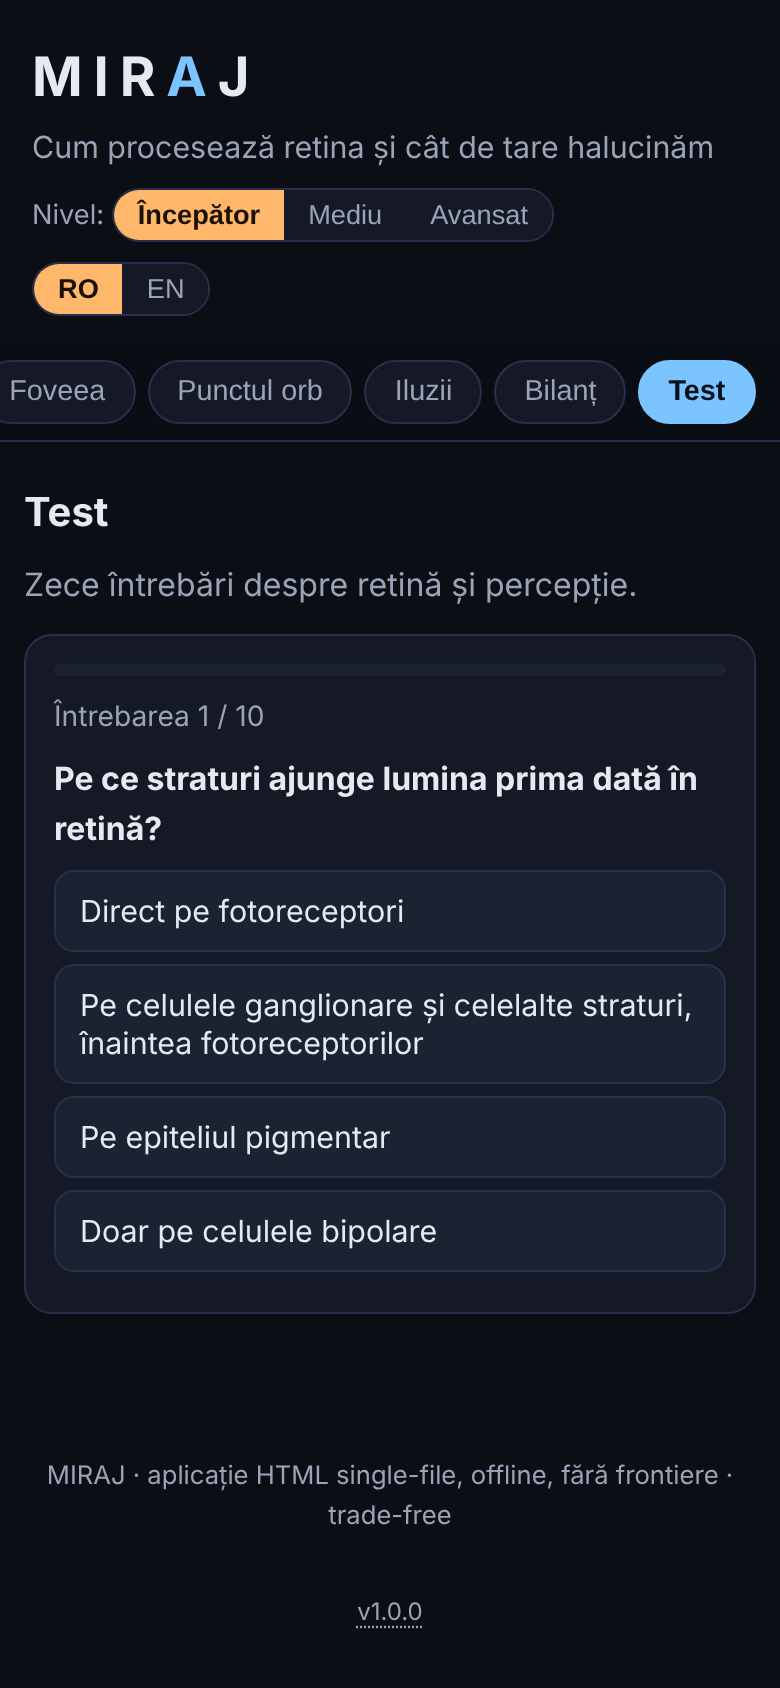 MIRAJ
Cum procesează retina și cât de tare halucinăm
Nivel: Începător Mediu Avansat
RO EN
Foveea Punctul orb Iluzii Bilanț Test
Test
Zece întrebări despre retină și percepție.
Întrebarea 1 / 10
Pe ce straturi ajunge lumina prima dată în
retină?
Direct pe fotoreceptori
Pe celulele ganglionare și celelalte straturi,
înaintea fotoreceptorilor
Pe epiteliul pigmentar
Doar pe celulele bipolare
MIRAJ · aplicație HTML single-file, offline, fără frontiere ·
trade-free
v1.0.0